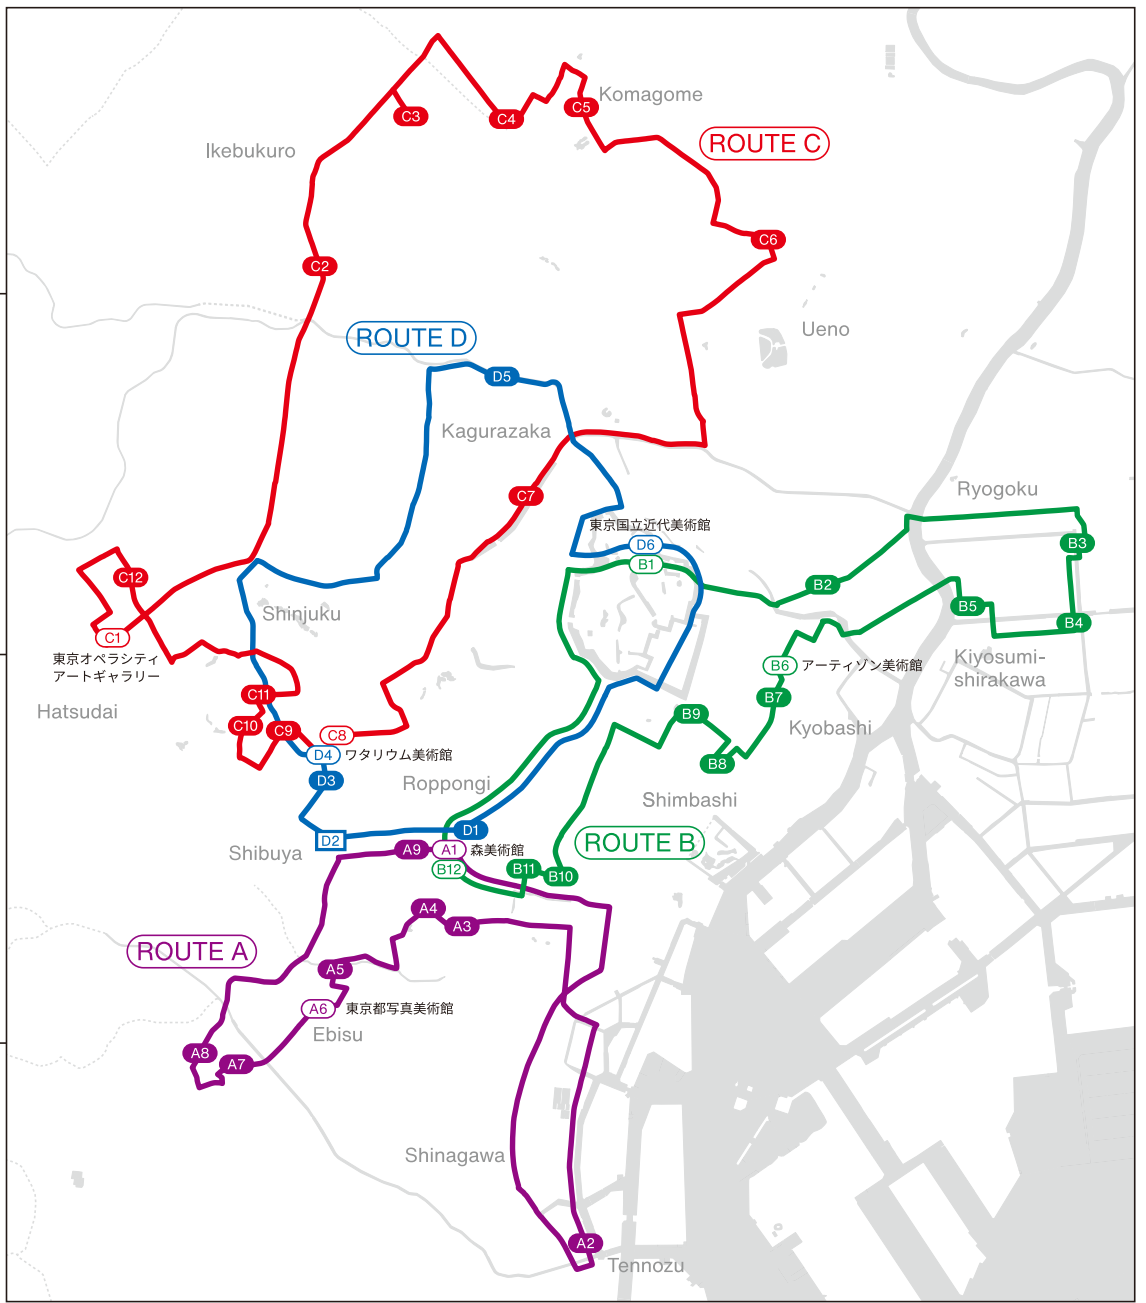 Komagome
C3
C4
C5
ROUTE C
Ikebukuro
C6
C2
Ueno
ROUTE D
D5
Kagurazaka
C7
Ryogoku
東京国立近代美術館
D6
B1
B3
C12
B2
Shinjuku
B5
B4
C1
東京オペラシティ
アートギャラリー
B6
アーティゾン美術館
Kiyosumi-
shirakawa
Hatsudai
C11
B7
C10
C9
C8
B9
Kyobashi
D4
ワタリウム美術館
B8
D3
Roppongi
Shimbashi
D2
D1
Shibuya
A9
A1
森美術館
ROUTE B
B12
B11
B10
A4
A3
ROUTE A
A5
A6
東京都写真美術館
Ebisu
A8
A7
Shinagawa
A2
Tennozu